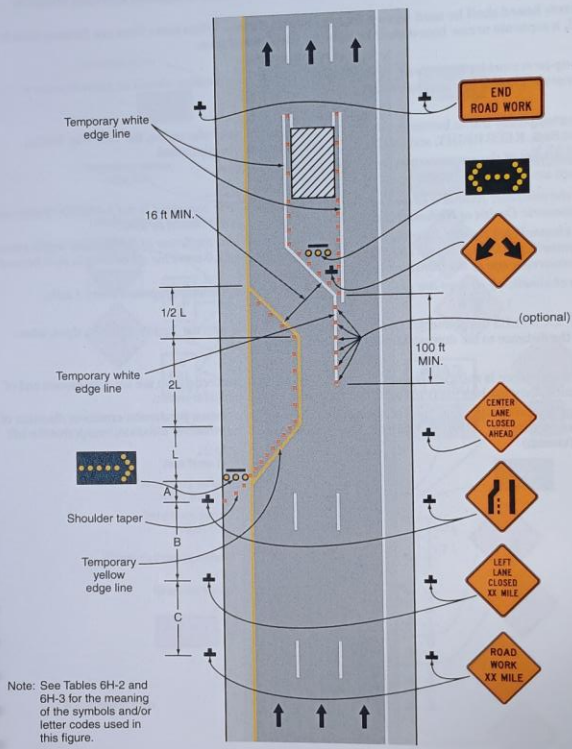 END
ROAD WORK
Temporary white
edge line
16 ft MIN.
1/2 L
(optional)
100 ft
MIN.
Temporary white
edge line
2L
CENTER
LANE
CLOSED
AHEAD
L
A
Shoulder taper
B
Temporary
yellow
edge line
LEFT
LANE
CLOSED
XX MILE
C
ROAD
WORK
XX MILE
Note: See Tables 6H-2 and
6H-3 for the meaning
of the symbols and/or
letter codes used in
this figure.